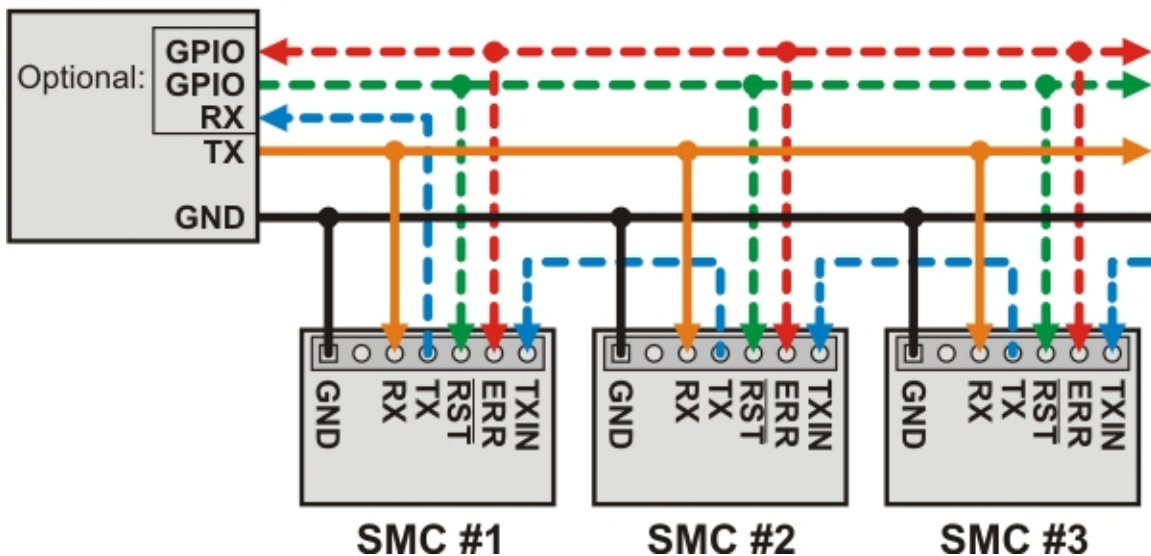 GPIO
Optional: GPIO
RX
TX
GND
GND RX TX RST ERR TXIN
GND RX TX RST ERR TXIN
GND RX TX RST ERR TXIN
SMC #1 SMC #2 SMC #3